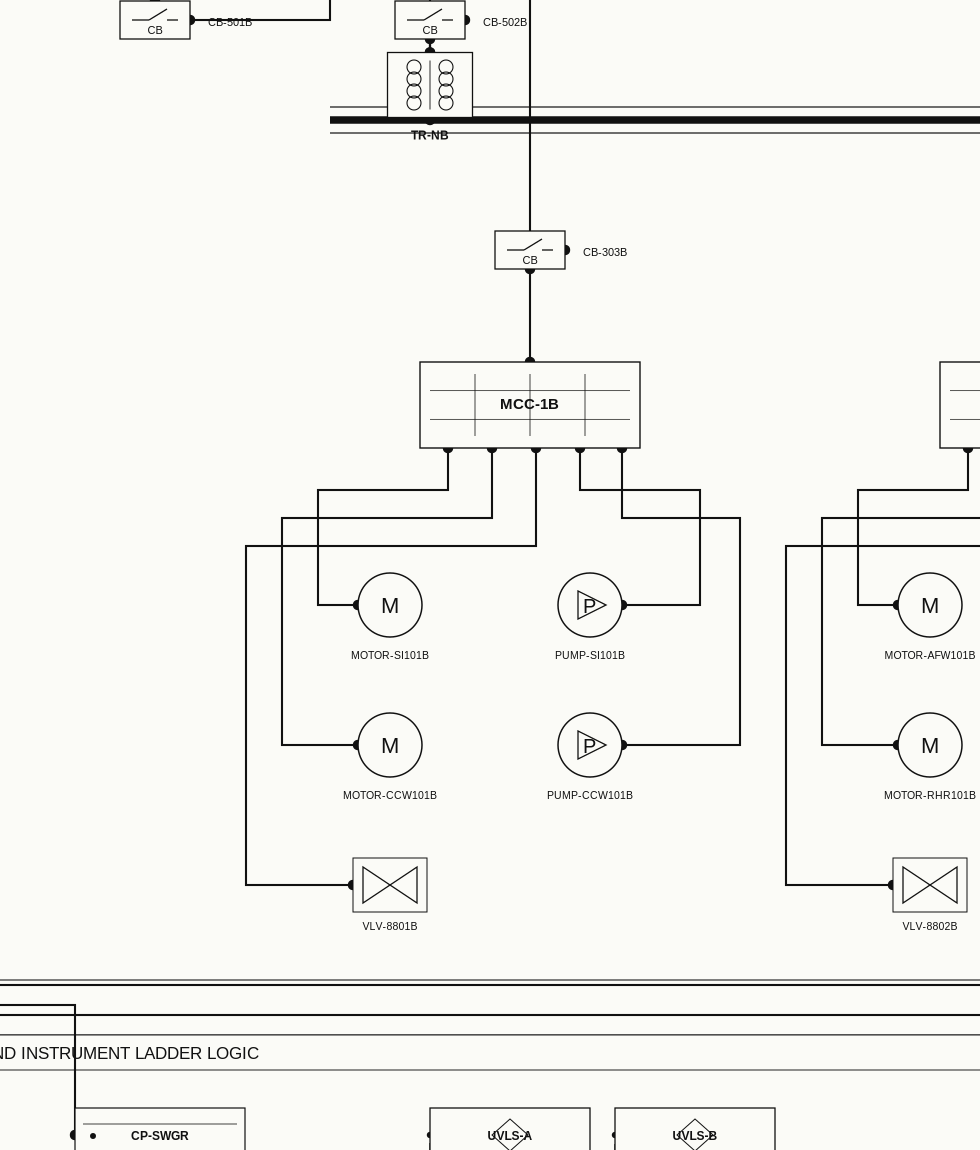 CB-501B
CB-502B
CB
CB
TR-NB
CB-303B
CB
MCC-1B
M
P
M
MOTOR-SI101B
PUMP-SI101B
MOTOR-AFW101B
M
P
M
MOTOR-CCW101B
PUMP-CCW101B
MOTOR-RHR101B
VLV-8801B
VLV-8802B
ND INSTRUMENT LADDER LOGIC
CP-SWGR
UVLS-A
UVLS-B